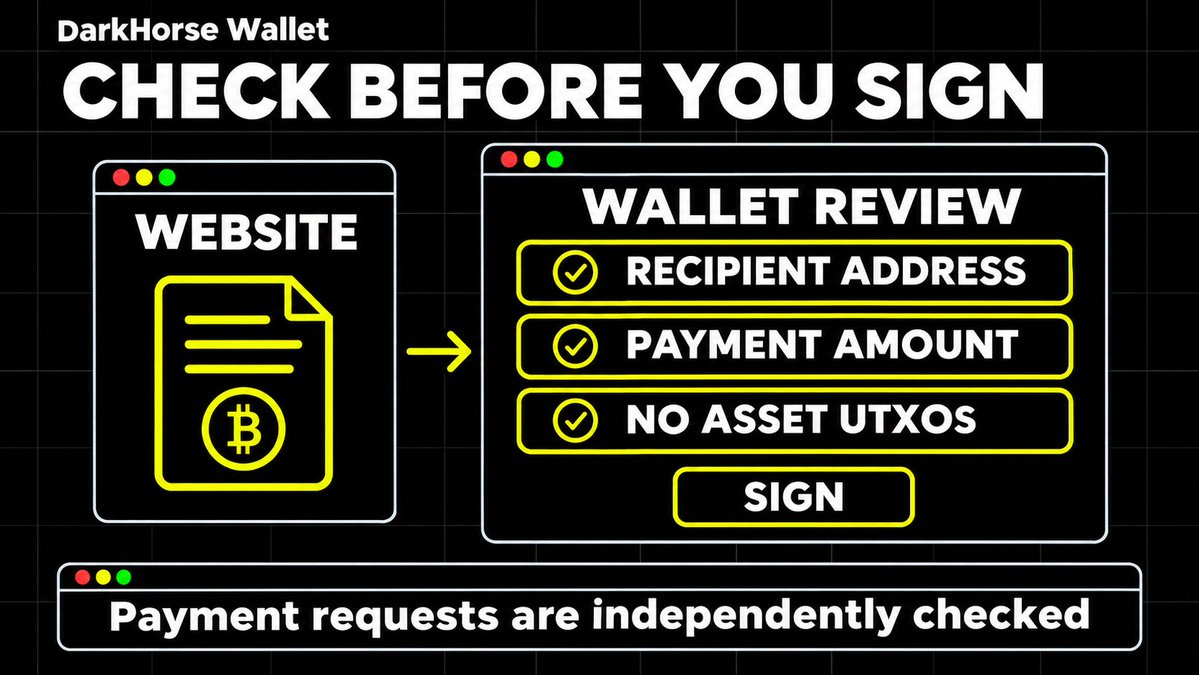 DarkHorse Wallet
CHECK BEFORE YOU SIGN
WEBSITE
₿
WALLET REVIEW
RECIPIENT ADDRESS
PAYMENT AMOUNT
NO ASSET UTXOS
SIGN
Payment requests are independently checked